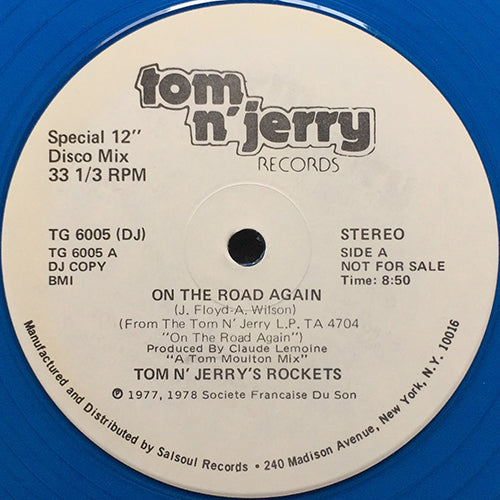 tom
n' jerry
RECORDS
Special 12"
Disco Mix
33 1/3 RPM
TG 6005 (DJ)
TG 6005 A
DJ COPY
BMI
STEREO
SIDE A
NOT FOR SALE
Time: 8:50
ON THE ROAD AGAIN
(J. Floyd-A. Wilson)
(From The Tom N' Jerry L.P. TA 4704
"On The Road Again")
Produced By Claude Lemoine
"A Tom Moulton Mix"
TOM N' JERRY'S ROCKETS
℗ 1977, 1978 Societe Francaise Du Son
Manufactured and Distributed by Salsoul Records • 240 Madison Avenue, New York, N.Y. 10016